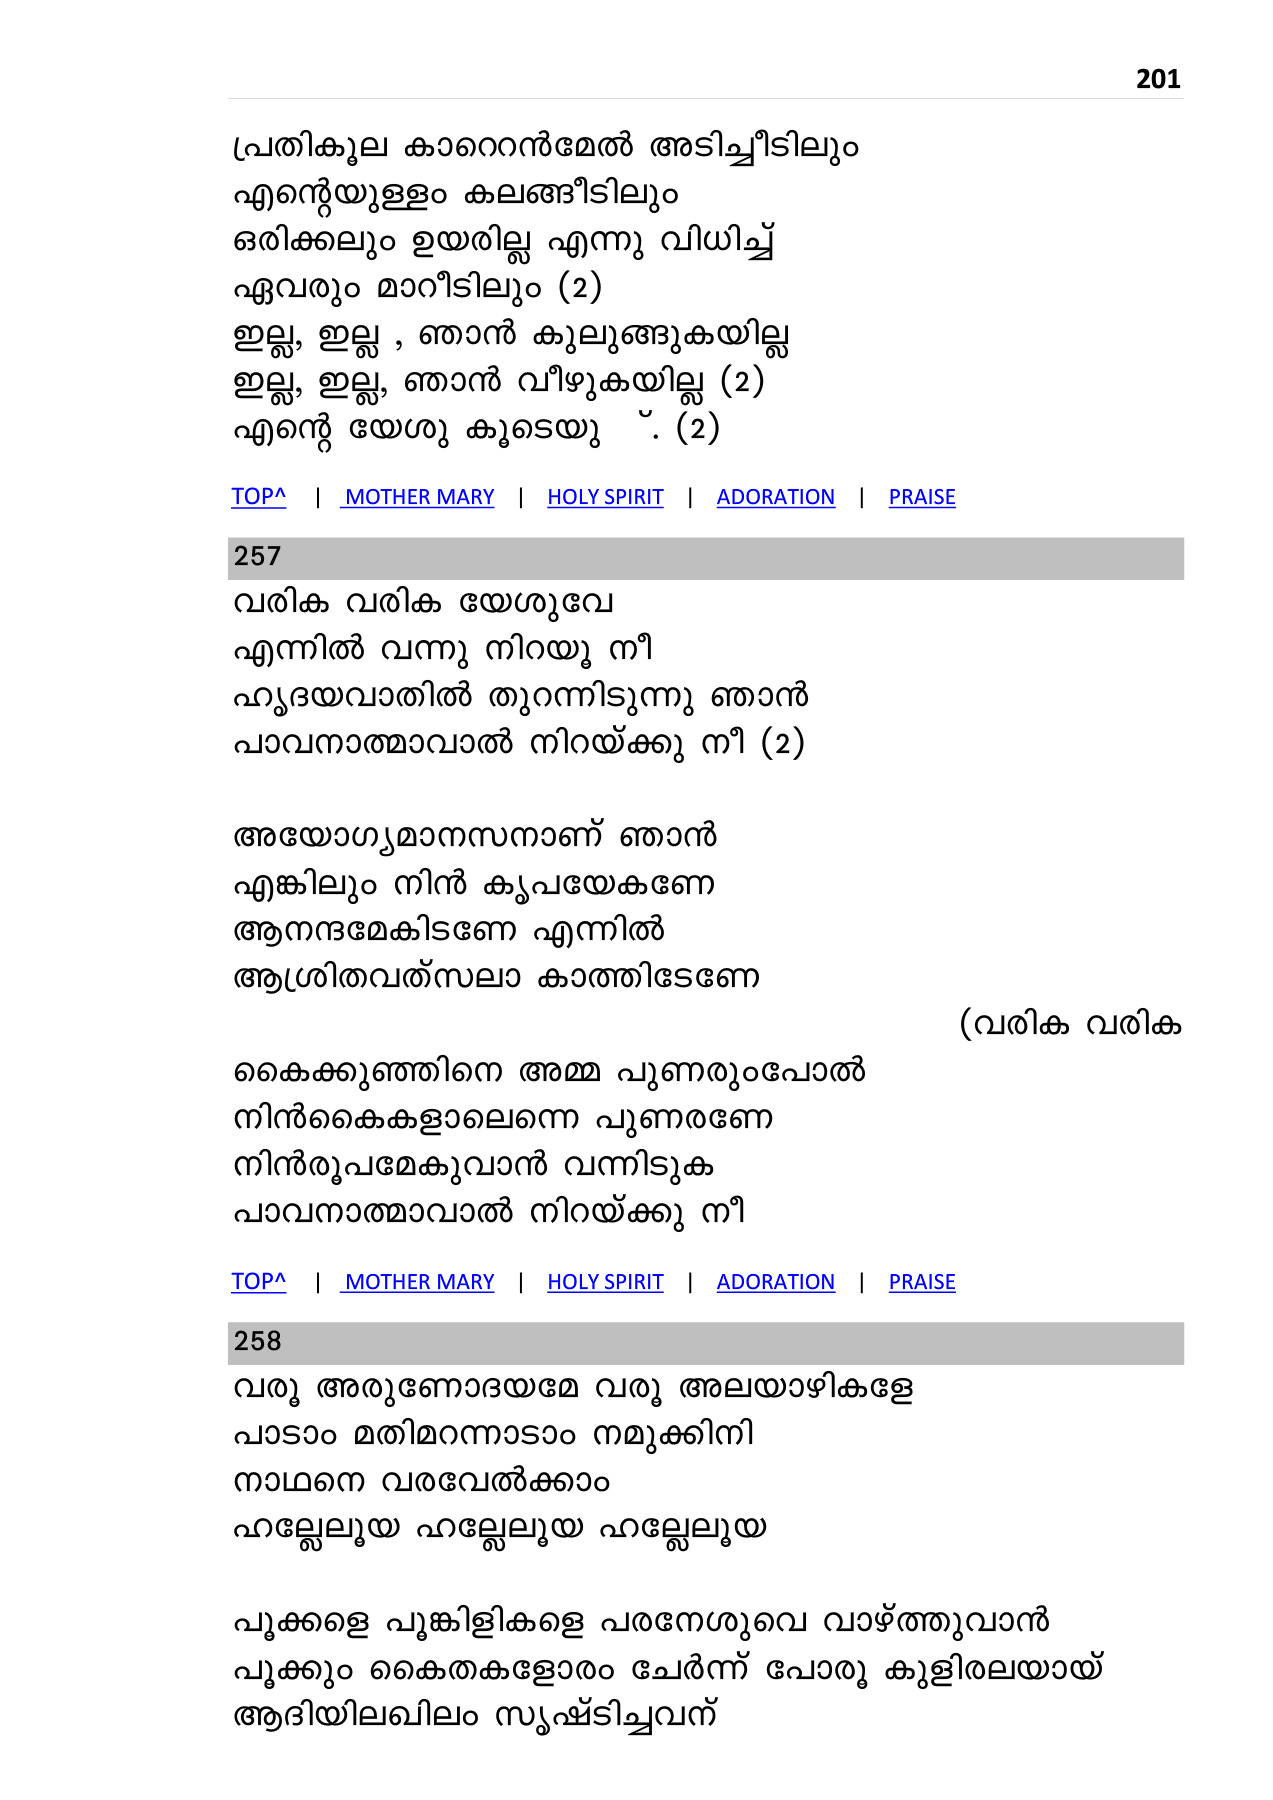 201
പ്രതികൂല കാറെറൻമേൽ അടിച്ചീടിലും
എന്റെയുള്ളം കലങ്ങീടിലും
ഒരിക്കലും ഉയരില്ല എന്നു വിധിച്ച്
ഏവരും മാറീടിലും (2)
ഇല്ല, ഇല്ല , ഞാൻ കുലുങ്ങുകയില്ല
ഇല്ല, ഇല്ല, ഞാൻ വീഴുകയില്ല (2)
എന്റെ യേശു കൂടെയു ്. (2)
TOP^ | MOTHER MARY | HOLY SPIRIT | ADORATION | PRAISE
257
വരിക വരിക യേശുവേ
എന്നിൽ വന്നു നിറയൂ നീ
ഹൃദയവാതിൽ തുറന്നിടുന്നു ഞാൻ
പാവനാത്മാവാൽ നിറയ്ക്കു നീ (2)
അയോഗ്യമാനസനാണ് ഞാൻ
എങ്കിലും നിൻ കൃപയേകണേ
ആനന്ദമേകിടണേ എന്നിൽ
ആശ്രിതവത്സലാ കാത്തിടേണേ
(വരിക വരിക
കൈക്കുഞ്ഞിനെ അമ്മ പുണരുംപോൽ
നിൻകൈകളാലെന്നെ പുണരണേ
നിൻരൂപമേകുവാൻ വന്നിടുക
പാവനാത്മാവാൽ നിറയ്ക്കു നീ
TOP^ | MOTHER MARY | HOLY SPIRIT | ADORATION | PRAISE
258
വരൂ അരുണോദയമേ വരൂ അലയാഴികളേ
പാടാം മതിമറന്നാടാം നമുക്കിനി
നാഥനെ വരവേൽക്കാം
ഹല്ലേലൂയ ഹല്ലേലൂയ ഹല്ലേലൂയ
പൂക്കളെ പൂങ്കിളികളെ പരനേശുവെ വാഴ്ത്തുവാൻ
പൂക്കും കൈതകളോരം ചേർന്ന് പോരൂ കുളിരലയായ്
ആദിയിലഖിലം സൃഷ്ടിച്ചവന്